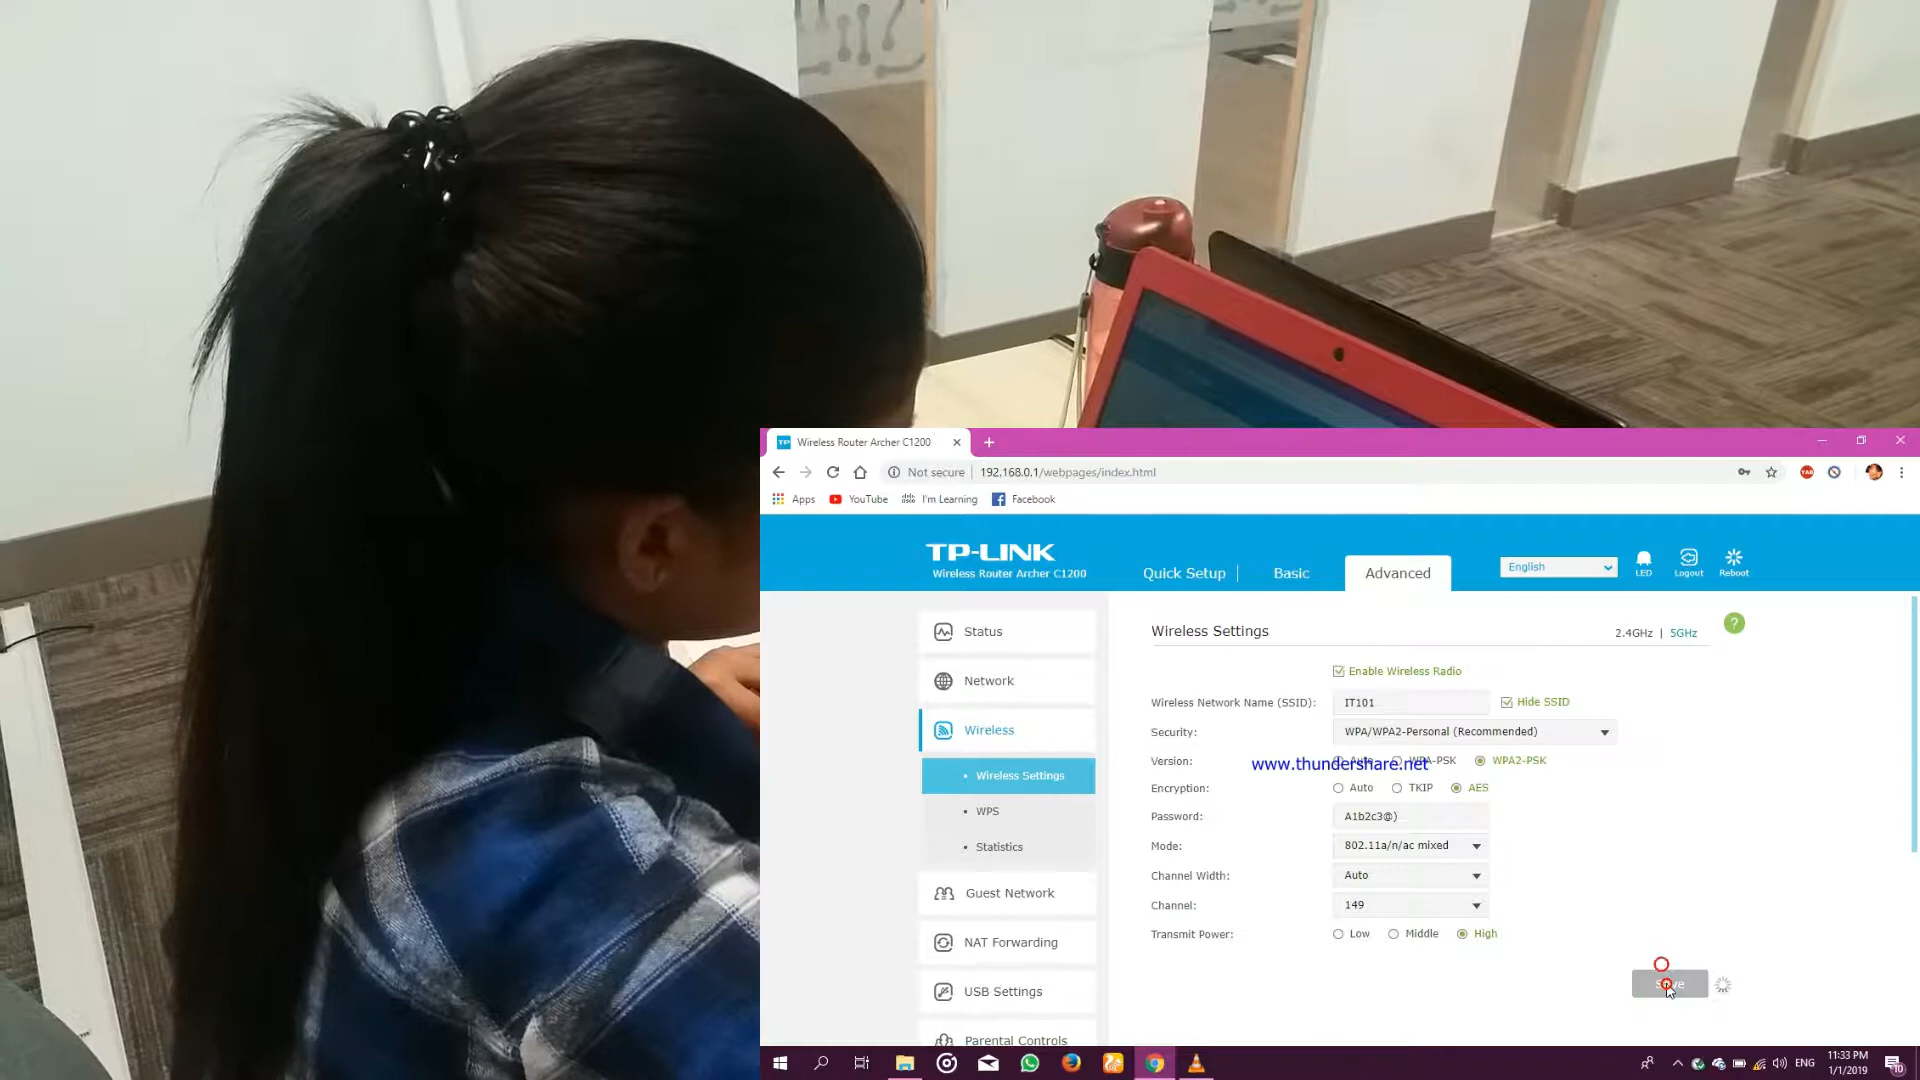 Wireless Router Archer C1200
Not secure | 192.168.0.1/webpages/index.html
Apps YouTube I'm Learning Facebook
TP-LINK
Wireless Router Archer C1200
Quick Setup Basic Advanced
English
LED Logout Reboot
Status
Network
Wireless
Wireless Settings
WPS
Statistics
Guest Network
NAT Forwarding
USB Settings
Parental Controls
Wireless Settings
2.4GHz | 5GHz
Enable Wireless Radio
Wireless Network Name (SSID): IT101 Hide SSID
Security: WPA/WPA2-Personal (Recommended)
Version: Auto WPA-PSK WPA2-PSK
www.thundershare.net
Encryption: Auto TKIP AES
Password: A1b2c3@)
Mode: 802.11a/n/ac mixed
Channel Width: Auto
Channel: 149
Transmit Power: Low Middle High
Save
ENG
11:33 PM
1/1/2019
10